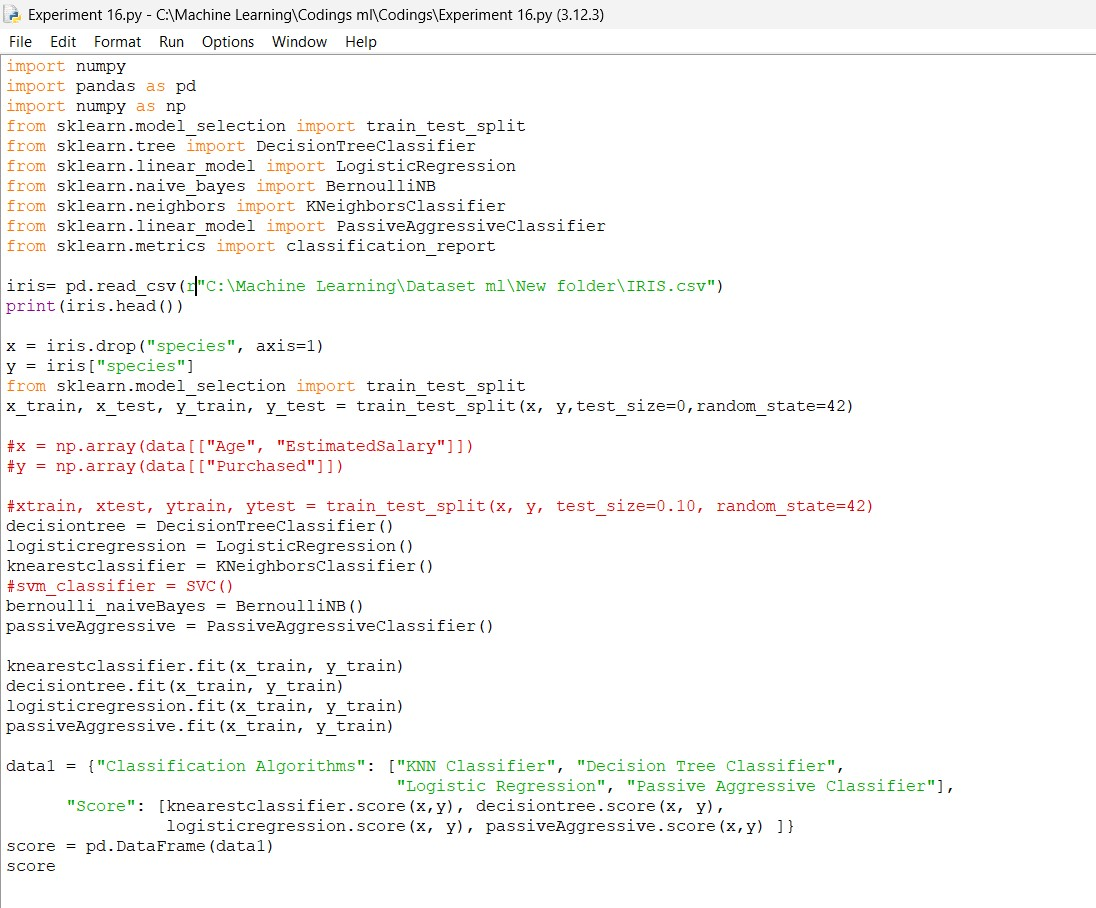 Experiment 16.py - C:\Machine Learning\Codings ml\Codings\Experiment 16.py (3.12.3)
File Edit Format Run Options Window Help
import numpy
import pandas as pd
import numpy as np
from sklearn.model_selection import train_test_split
from sklearn.tree import DecisionTreeClassifier
from sklearn.linear_model import LogisticRegression
from sklearn.naive_bayes import BernoulliNB
from sklearn.neighbors import KNeighborsClassifier
from sklearn.linear_model import PassiveAggressiveClassifier
from sklearn.metrics import classification_report

iris= pd.read_csv(r"C:\Machine Learning\Dataset ml\New folder\IRIS.csv")
print(iris.head())

x = iris.drop("species", axis=1)
y = iris["species"]
from sklearn.model_selection import train_test_split
x_train, x_test, y_train, y_test = train_test_split(x, y,test_size=0,random_state=42)

#x = np.array(data[["Age", "EstimatedSalary"]])
#y = np.array(data[["Purchased"]])

#xtrain, xtest, ytrain, ytest = train_test_split(x, y, test_size=0.10, random_state=42)
decisiontree = DecisionTreeClassifier()
logisticregression = LogisticRegression()
knearestclassifier = KNeighborsClassifier()
#svm_classifier = SVC()
bernoulli_naiveBayes = BernoulliNB()
passiveAggressive = PassiveAggressiveClassifier()

knearestclassifier.fit(x_train, y_train)
decisiontree.fit(x_train, y_train)
logisticregression.fit(x_train, y_train)
passiveAggressive.fit(x_train, y_train)

data1 = {"Classification Algorithms": ["KNN Classifier", "Decision Tree Classifier",
                                       "Logistic Regression", "Passive Aggressive Classifier"],
      "Score": [knearestclassifier.score(x,y), decisiontree.score(x, y),
                logisticregression.score(x, y), passiveAggressive.score(x,y) ]}
score = pd.DataFrame(data1)
score